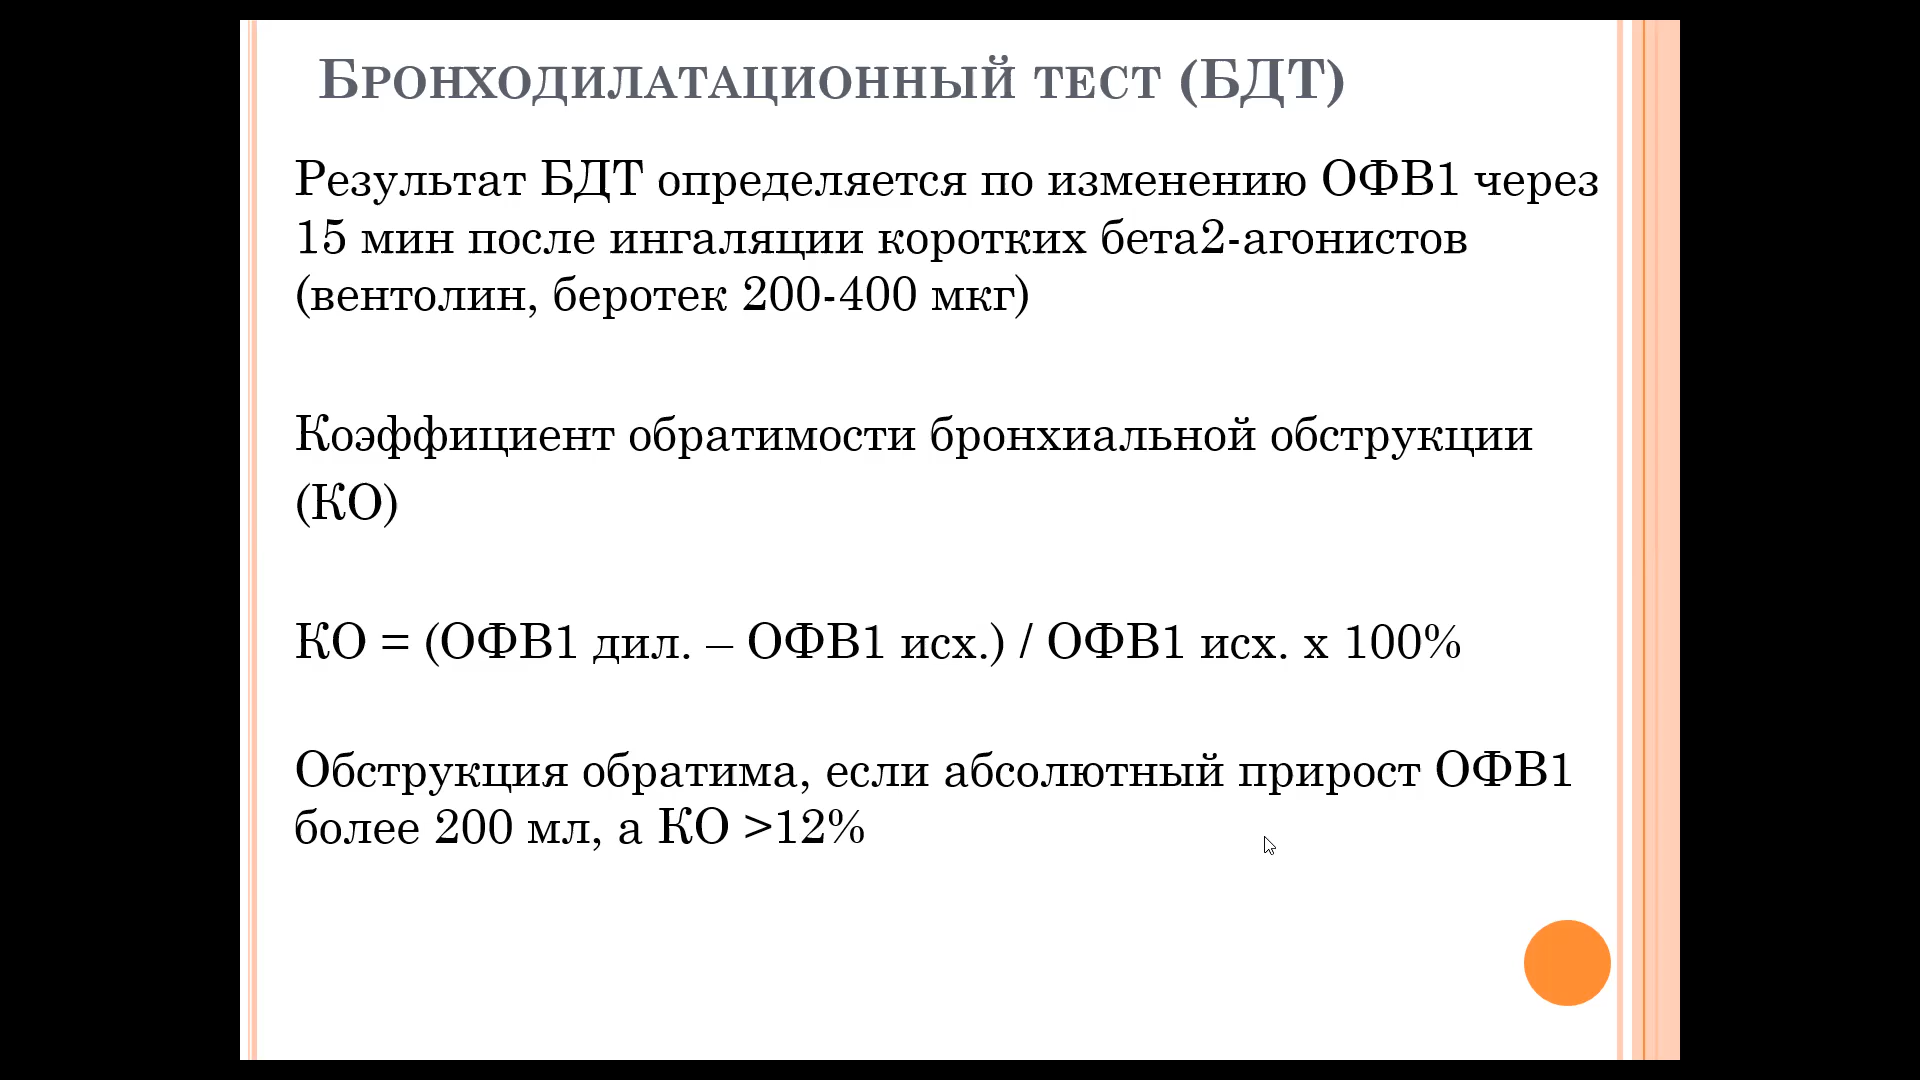 Бронходилатационный тест (БДТ)
Результат БДТ определяется по изменению ОФВ1 через
15 мин после ингаляции коротких бета2-агонистов
(вентолин, беротек 200-400 мкг)
Коэффициент обратимости бронхиальной обструкции
(КО)
КО = (ОФВ1 дил. – ОФВ1 исх.) / ОФВ1 исх. х 100%
Обструкция обратима, если абсолютный прирост ОФВ1
более 200 мл, а КО >12%